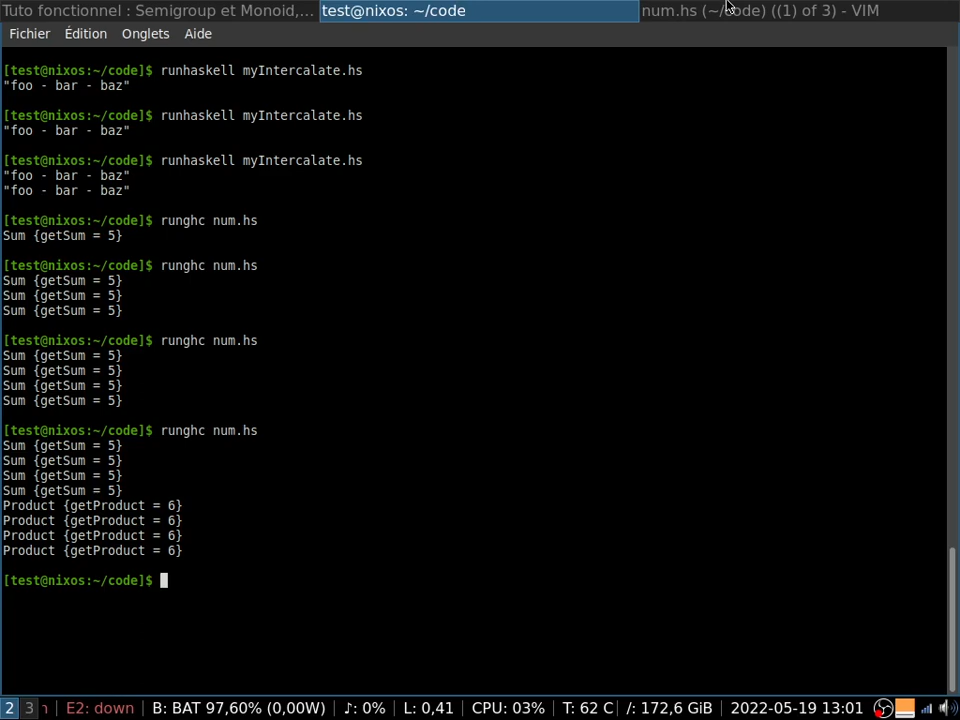 Tuto fonctionnel : Semigroup et Monoid,... test@nixos: ~/code num.hs (~/code) ((1) of 3) - VIM
Fichier Édition Onglets Aide
[test@nixos:~/code]$ runhaskell myIntercalate.hs
"foo - bar - baz"
[test@nixos:~/code]$ runhaskell myIntercalate.hs
"foo - bar - baz"
[test@nixos:~/code]$ runhaskell myIntercalate.hs
"foo - bar - baz"
"foo - bar - baz"
[test@nixos:~/code]$ runghc num.hs
Sum {getSum = 5}
[test@nixos:~/code]$ runghc num.hs
Sum {getSum = 5}
Sum {getSum = 5}
Sum {getSum = 5}
[test@nixos:~/code]$ runghc num.hs
Sum {getSum = 5}
Sum {getSum = 5}
Sum {getSum = 5}
Sum {getSum = 5}
[test@nixos:~/code]$ runghc num.hs
Sum {getSum = 5}
Sum {getSum = 5}
Sum {getSum = 5}
Sum {getSum = 5}
Product {getProduct = 6}
Product {getProduct = 6}
Product {getProduct = 6}
Product {getProduct = 6}
[test@nixos:~/code]$
2 3 E2: down B: BAT 97,60% (0,00W) ♪: 0% L: 0,41 CPU: 03% T: 62 C /: 172,6 GiB 2022-05-19 13:01